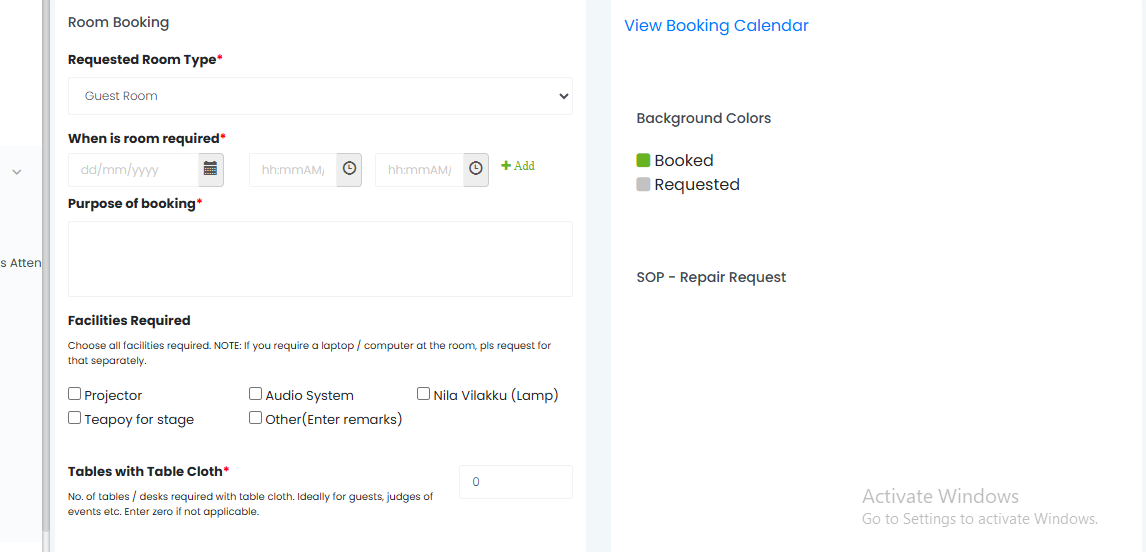 Room Booking
Requested Room Type*
Guest Room
When is room required*
dd/mm/yyyy hh:mmAM/ hh:mmAM/ Add
Purpose of booking*
s Atten
Facilities Required
Choose all facilities required. NOTE: If you require a laptop / computer at the room, pls request for
that separately.
Projector Audio System Nila Vilakku (Lamp)
Teapoy for stage Other(Enter remarks)
Tables with Table Cloth*
0
No. of tables / desks required with table cloth. Ideally for guests, judges of
events etc. Enter zero if not applicable.
View Booking Calendar
Background Colors
Booked
Requested
SOP - Repair Request
Activate Windows
Go to Settings to activate Windows.